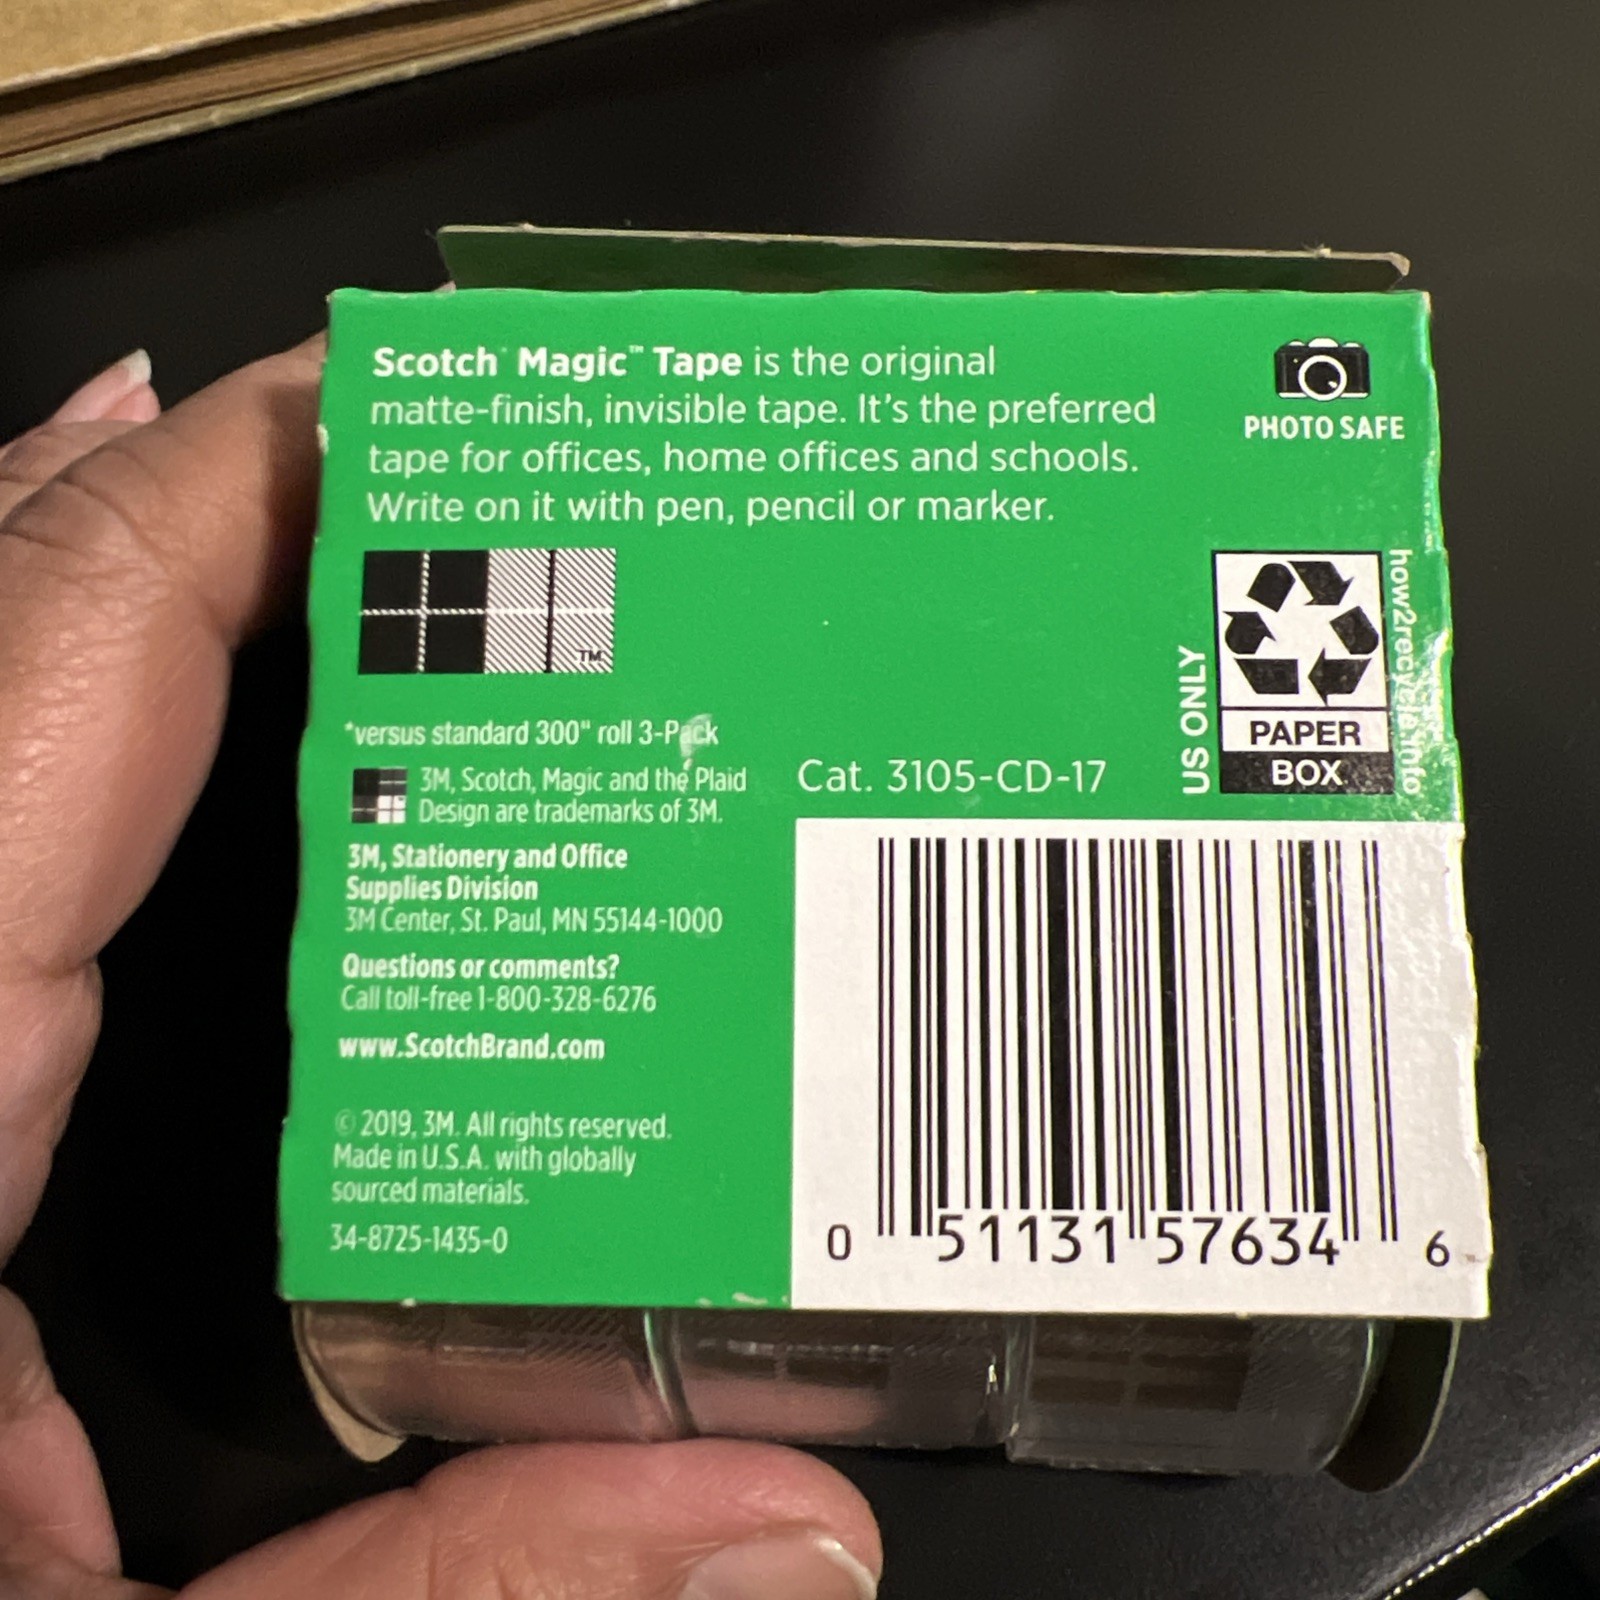 Scotch Magic™ Tape is the original
matte-finish, invisible tape. It's the preferred
tape for offices, home offices and schools.
Write on it with pen, pencil or marker.
PHOTO SAFE
TM
*versus standard 300" roll 3-Pack
3M, Scotch, Magic and the Plaid
Design are trademarks of 3M.
3M, Stationery and Office
Supplies Division
3M Center, St. Paul, MN 55144-1000
Questions or comments?
Call toll-free 1-800-328-6276
www.ScotchBrand.com
© 2019, 3M. All rights reserved.
Made in U.S.A. with globally
sourced materials.
34-8725-1435-0
Cat. 3105-CD-17
US ONLY
PAPER
BOX
how2recycle.info
0 51131 57634 6